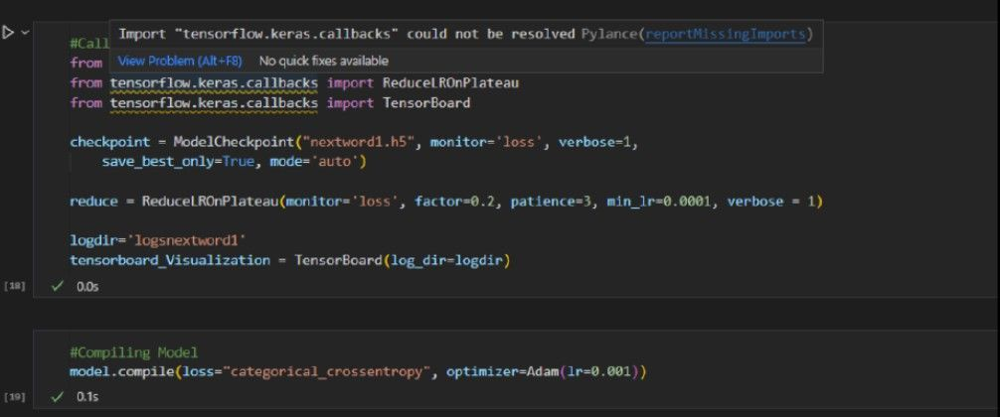 Import "tensorflow.keras.callbacks" could not be resolved Pylance(reportMissingImports)
#Call
View Problem (Alt+F8) No quick fixes available
from
from tensorflow.keras.callbacks import ReduceLROnPlateau
from tensorflow.keras.callbacks import TensorBoard
checkpoint = ModelCheckpoint("nextword1.h5", monitor='loss', verbose=1,
save_best_only=True, mode='auto')
reduce = ReduceLROnPlateau(monitor='loss', factor=0.2, patience=3, min_lr=0.0001, verbose = 1)
logdir='logsnextword1'
tensorboard_Visualization = TensorBoard(log_dir=logdir)
[18] ✓ 0.0s
#Compiling Model
model.compile(loss="categorical_crossentropy", optimizer=Adam(lr=0.001))
[19] ✓ 0.1s